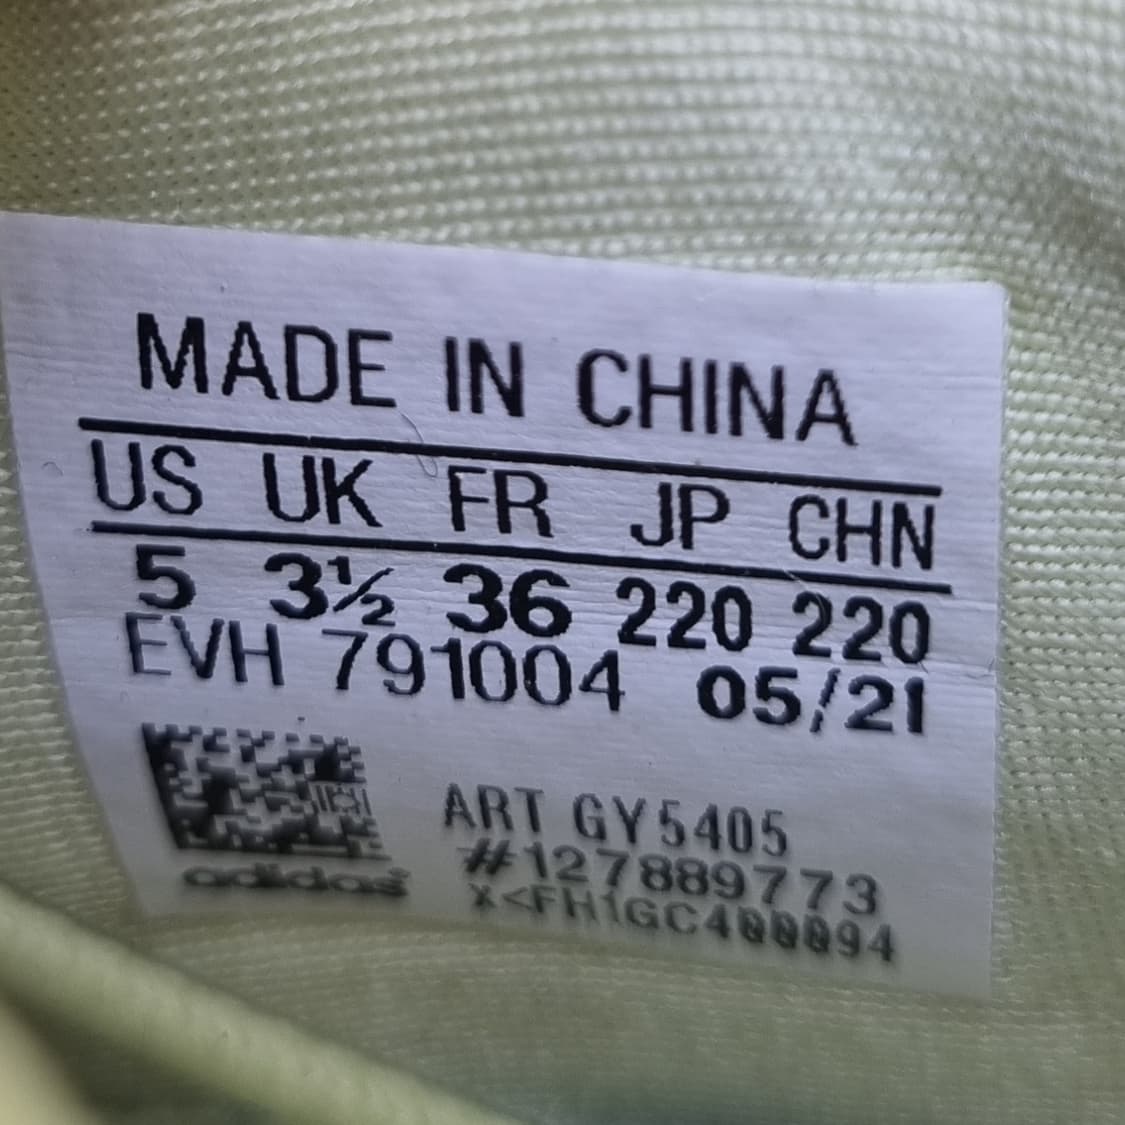 MADE IN CHINA
US UK FR JP CHN
5 3½ 36 220 220
EVH 791004 05/21
ART GY5405
#127889773
X<FH1GC400094
adidas